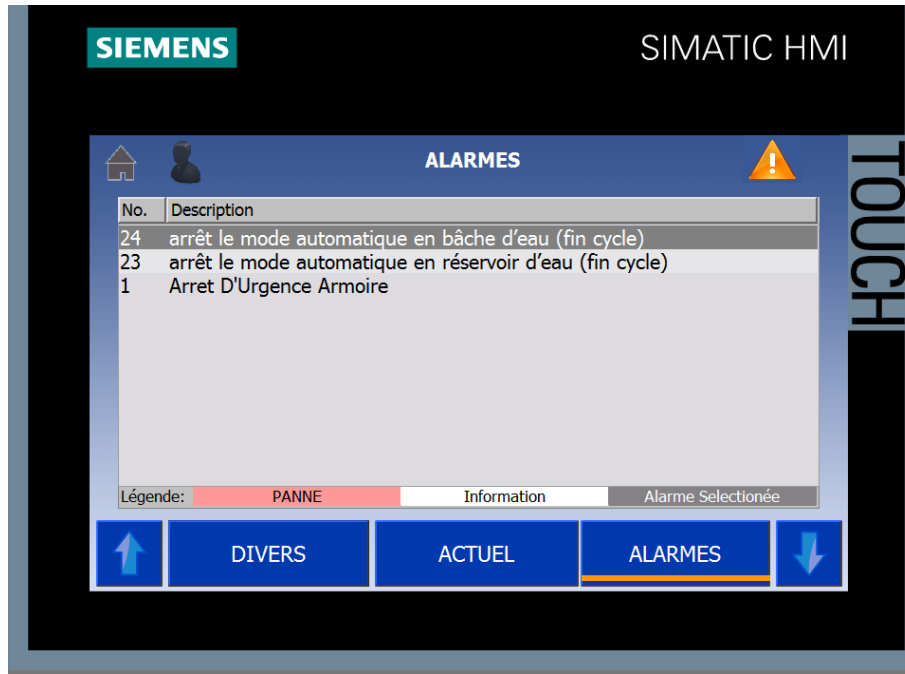 SIEMENS
SIMATIC HMI
TOUCH
ALARMES
No. Description
24 arrêt le mode automatique en bâche d’eau (fin cycle)
23 arrêt le mode automatique en réservoir d’eau (fin cycle)
1 Arret D'Urgence Armoire
Légende: PANNE Information Alarme Selectionée
DIVERS ACTUEL ALARMES